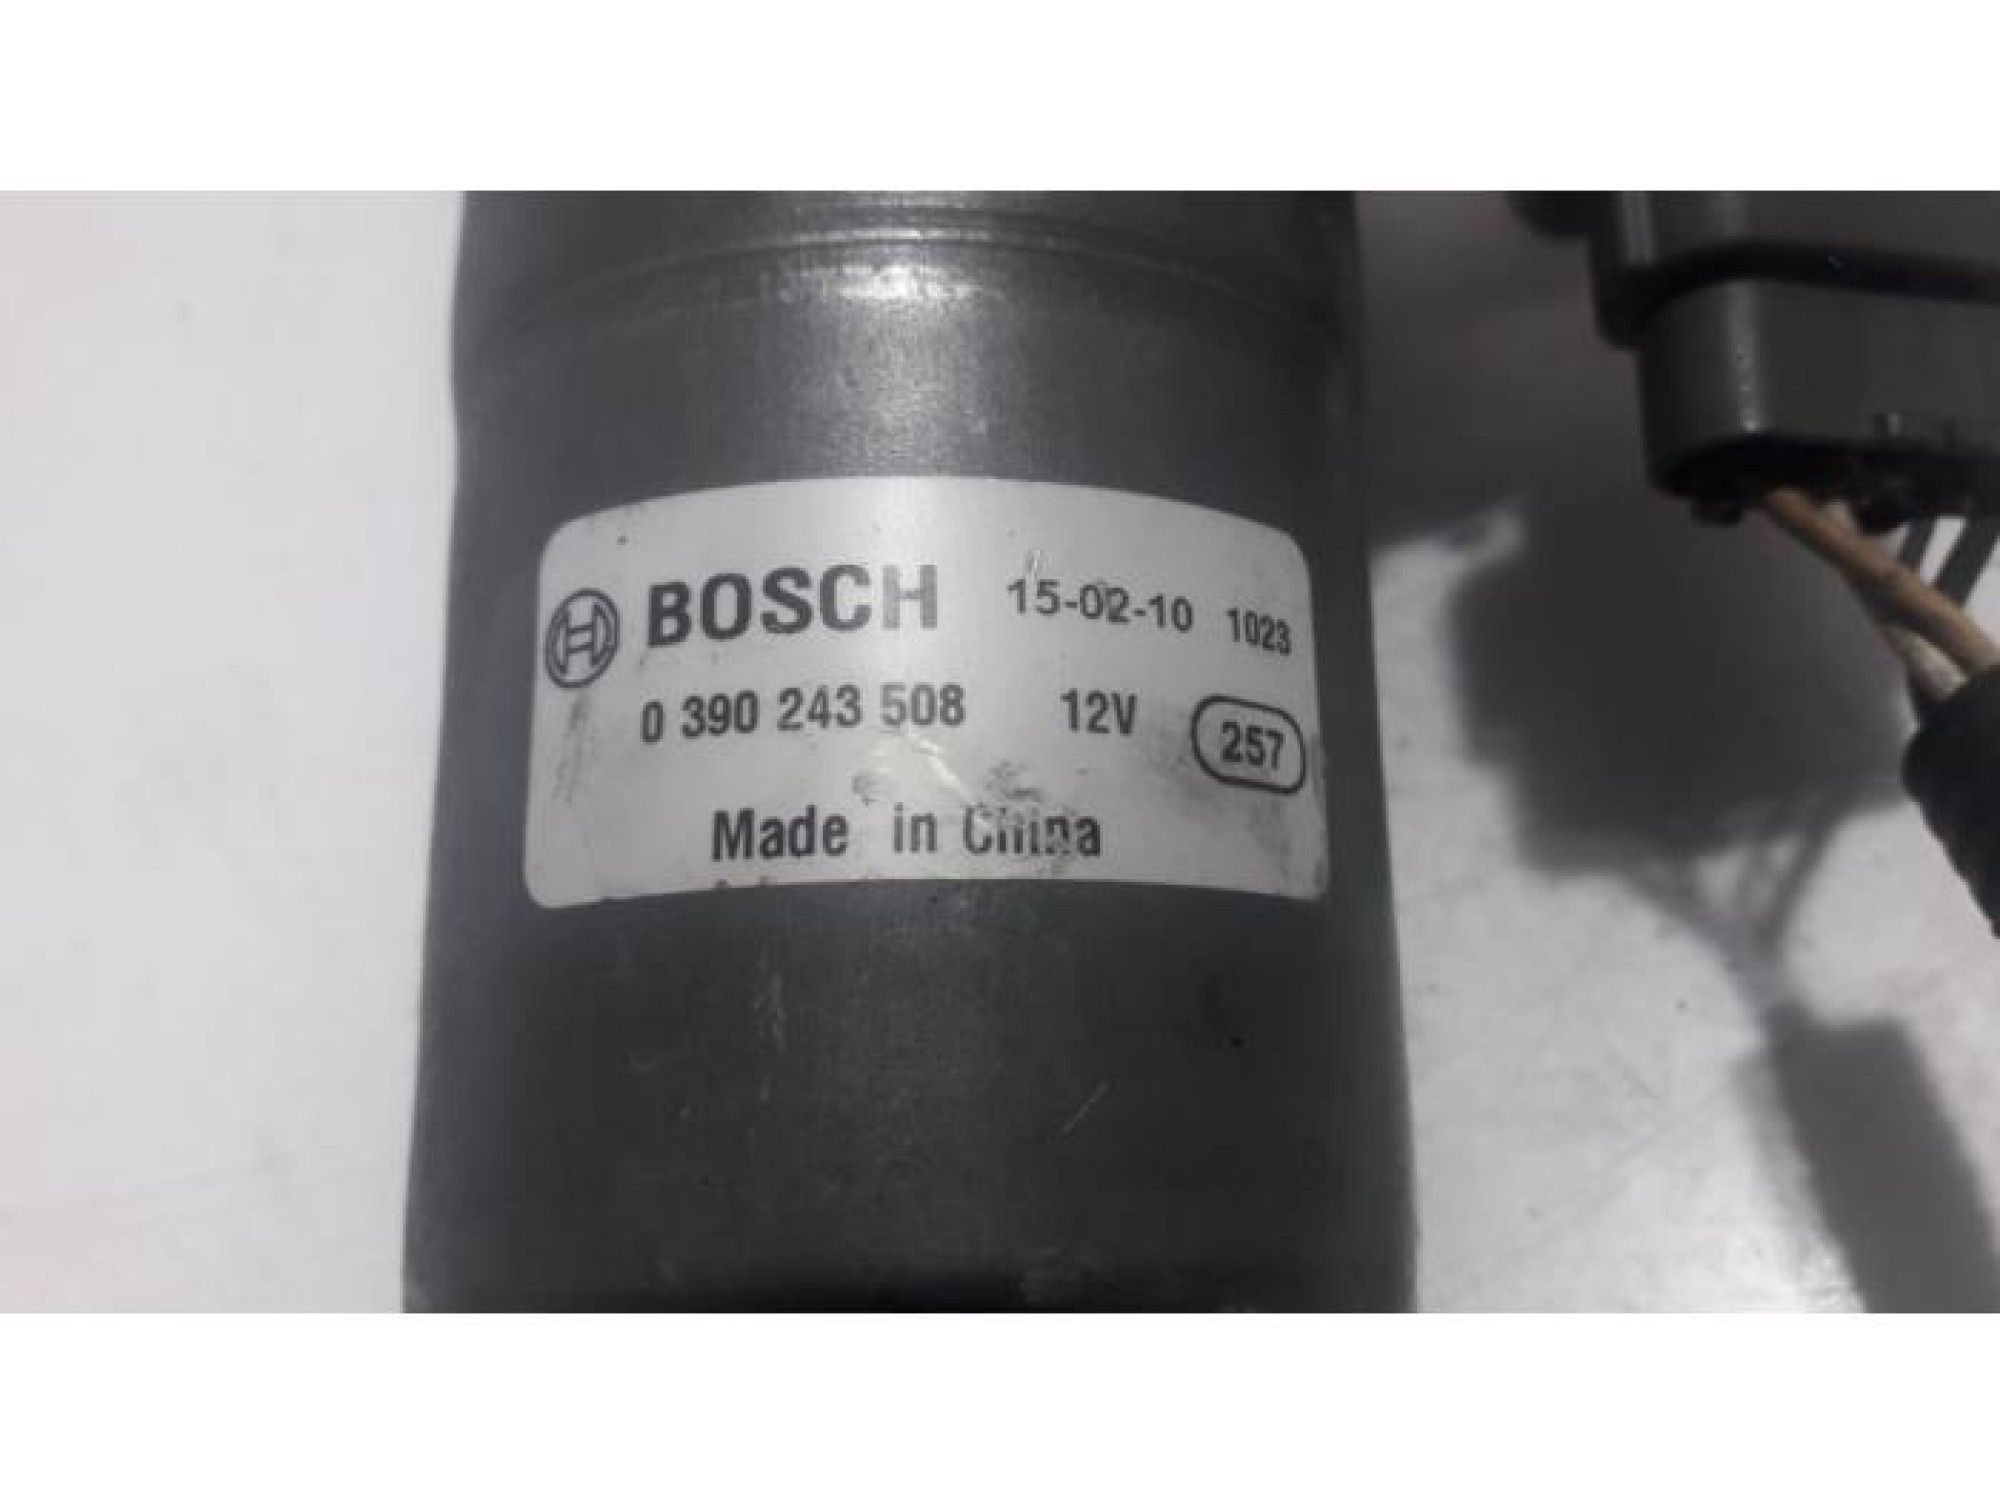 BOSCH 15-02-10 1023
0 390 243 508 12V 257
Made in China